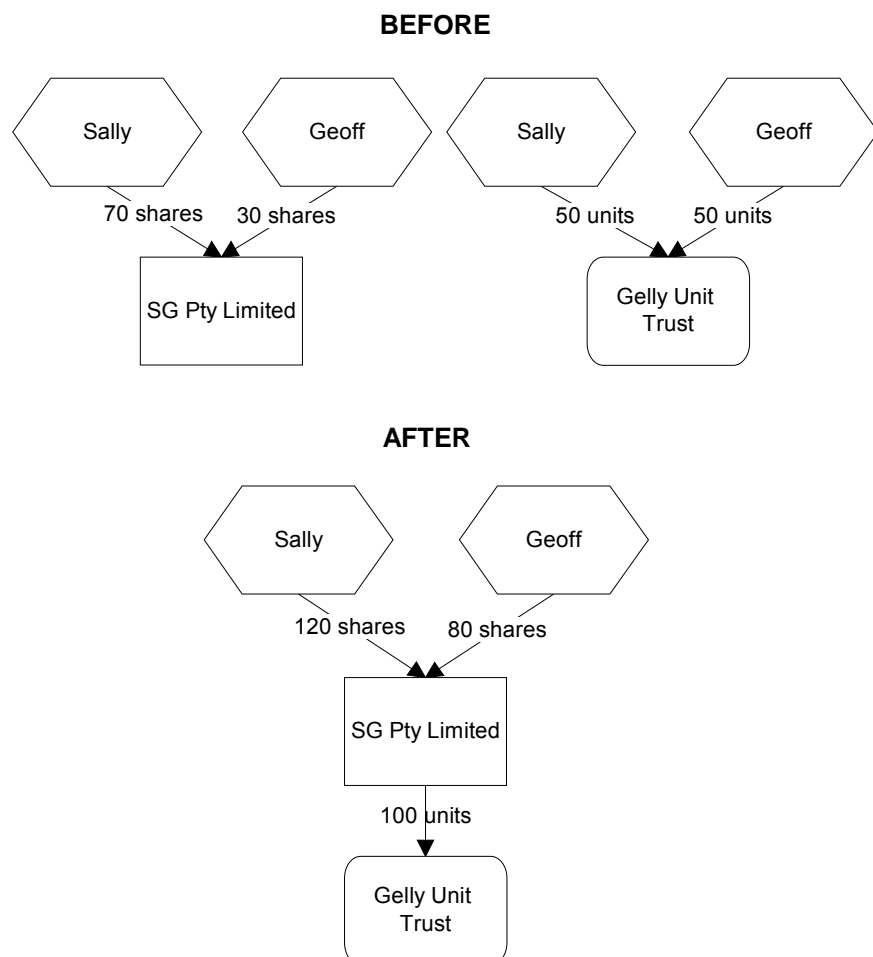 BEFORE
Sally
Geoff
Sally
Geoff
70 shares
30 shares
50 units
50 units
SG Pty Limited
Gelly Unit
Trust
AFTER
Sally
Geoff
120 shares
80 shares
SG Pty Limited
100 units
Gelly Unit
Trust